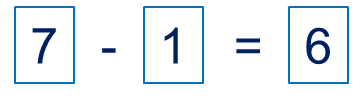 7 - 1 = 6